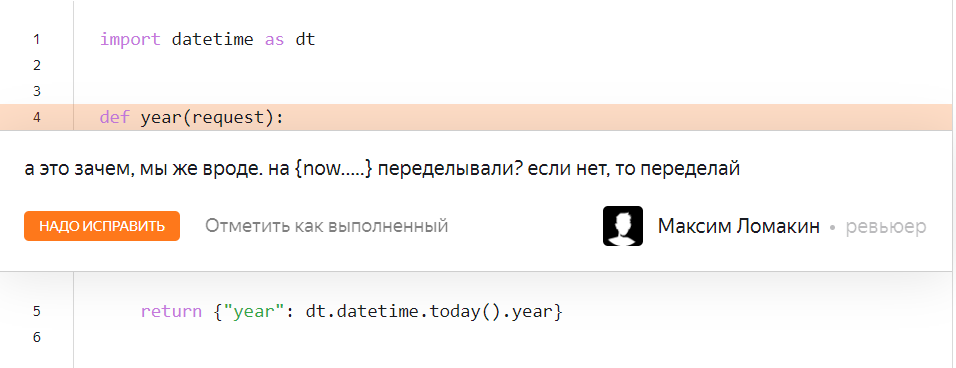 1 import datetime as dt
2
3
4 def year(request):
а это зачем, мы же вроде. на {now.....} переделывали? если нет, то переделай
НАДО ИСПРАВИТЬ Отметить как выполненный Максим Ломакин • ревьюер
5 return {"year": dt.datetime.today().year}
6